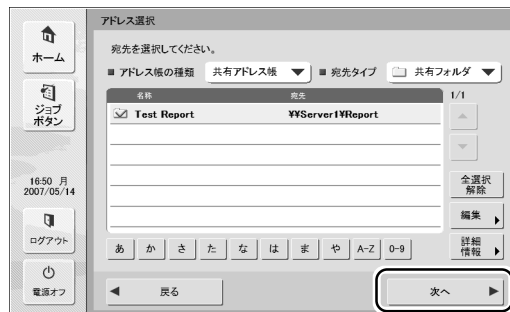 アドレス選択
ホーム
宛先を選択してください。
■ アドレス帳の種類 共有アドレス帳 ▼ ■ 宛先タイプ 共有フォルダ ▼
名称 宛先 1/1
ジョブ
ボタン
Test Report ¥¥Server1¥Report
16:50 月
2007/05/14
全選択
解除
編集
ログアウト
あ か さ た な は ま や A-Z 0-9
詳細
情報
電源オフ
戻る
次へ